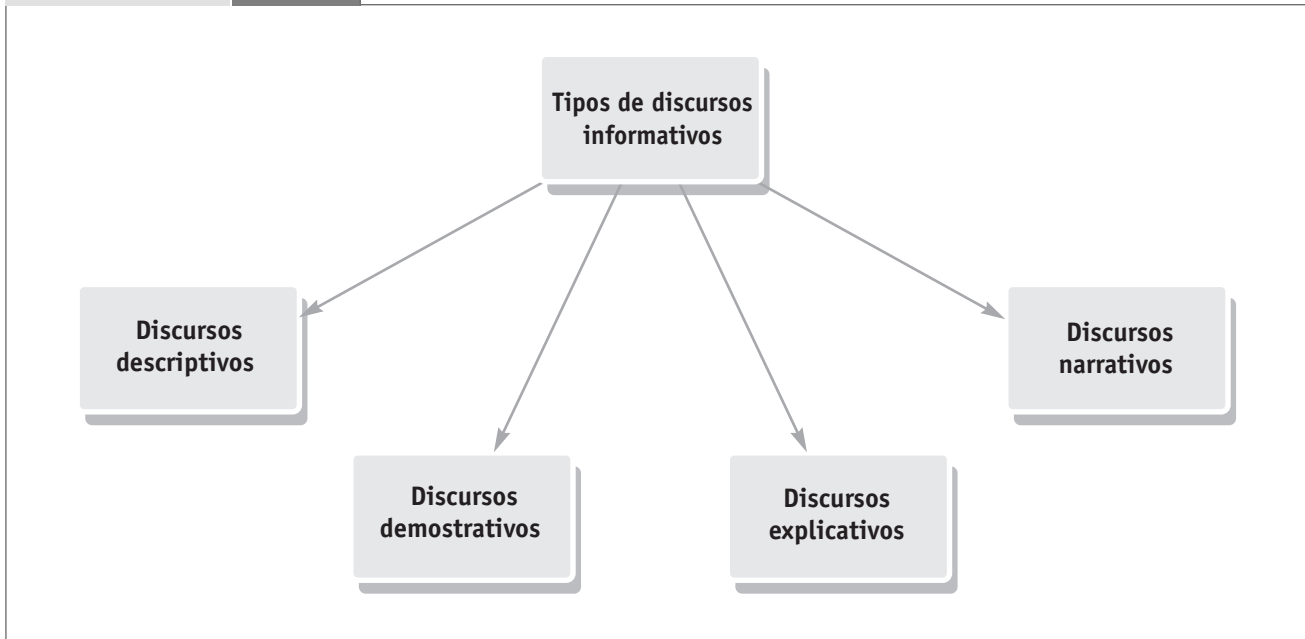 Tipos de discursos
informativos
Discursos
descriptivos
Discursos
narrativos
Discursos
demostrativos
Discursos
explicativos